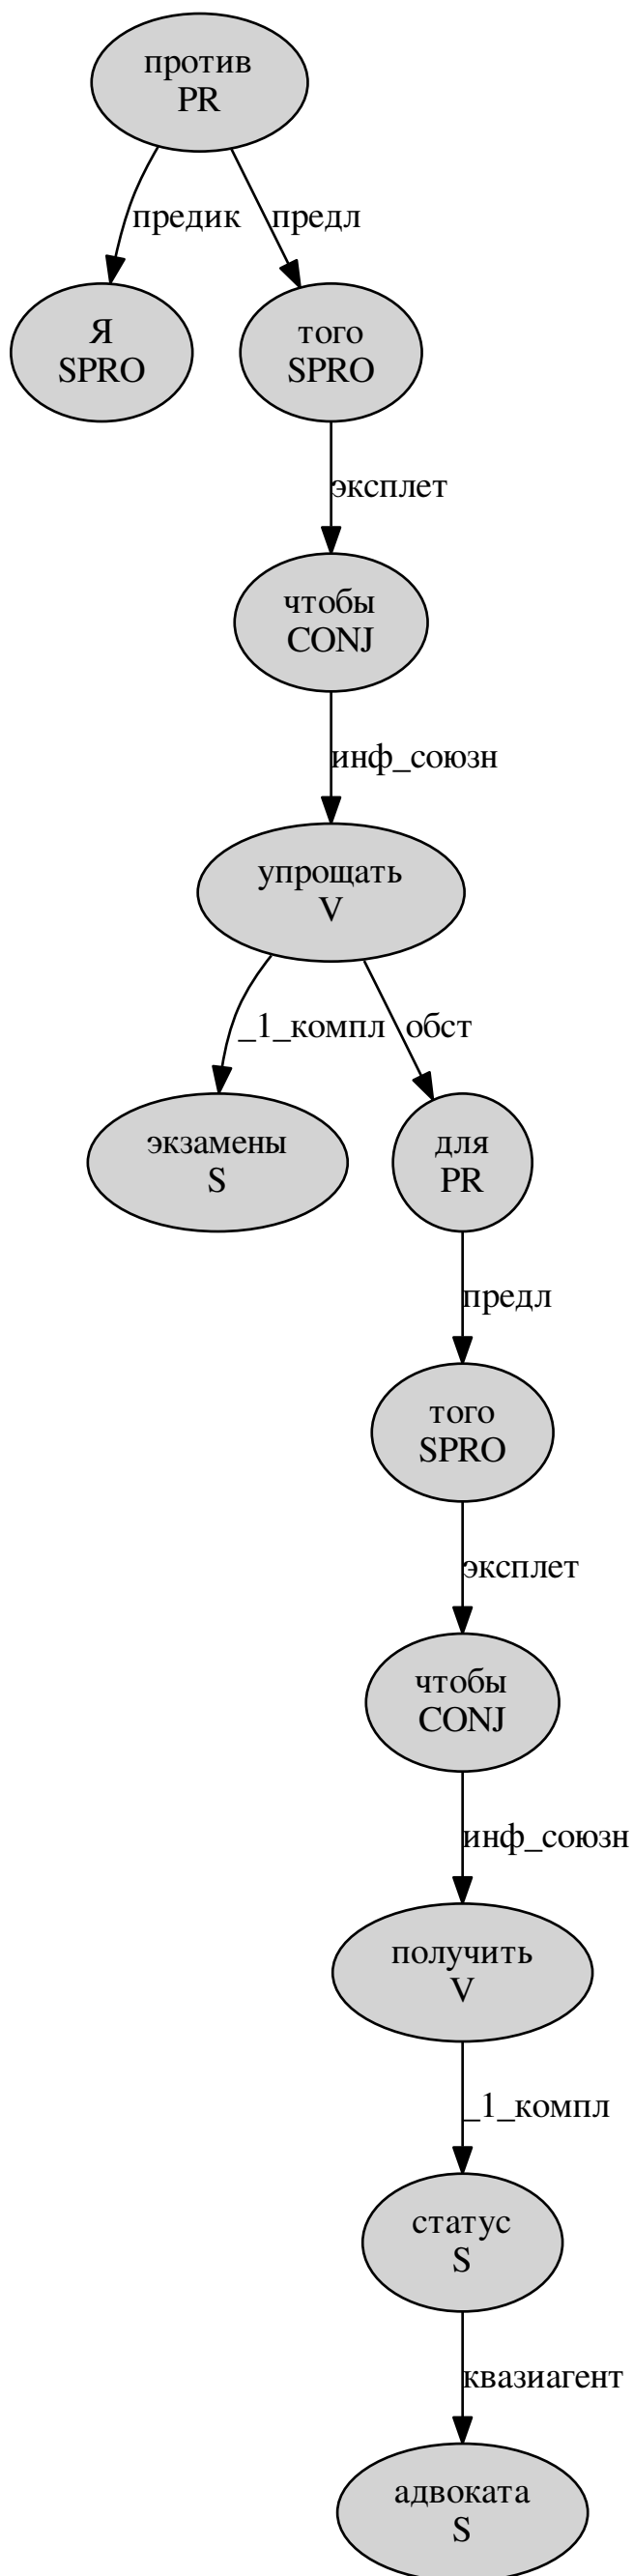 против
PR
предик
предл
Я
SPRO
того
SPRO
эксплет
чтобы
CONJ
инф_союзн
упрощать
V
_1_компл
обст
экзамены
S
для
PR
предл
того
SPRO
эксплет
чтобы
CONJ
инф_союзн
получить
V
_1_компл
статус
S
квазиагент
адвоката
S